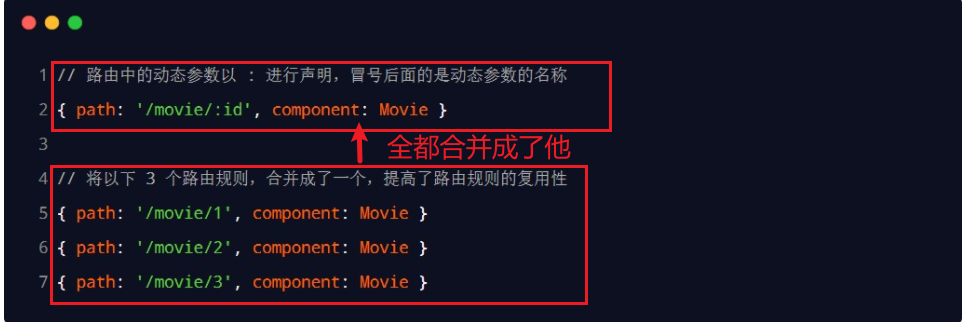 1 // 路由中的动态参数以 : 进行声明，冒号后面的是动态参数的名称
2 { path: '/movie/:id', component: Movie }
3 全都合并成了他
4 // 将以下 3 个路由规则，合并成了一个，提高了路由规则的复用性
5 { path: '/movie/1', component: Movie }
6 { path: '/movie/2', component: Movie }
7 { path: '/movie/3', component: Movie }